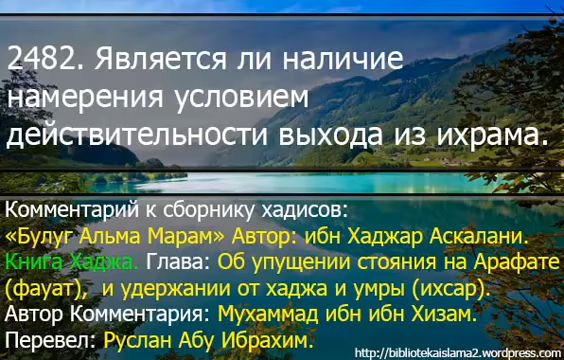 2482. Является ли наличие
намерения условием
действительности выхода из ихрама.
Комментарий к сборнику хадисов:
«Булуг Альма Марам» Автор: ибн Хаджар Аскалани.
Книга Хаджа. Глава: Об упущении стояния на Арафате
(фауат),  и удержании от хаджа и умры (ихсар).
Автор Комментария: Мухаммад ибн ибн Хизам.
Перевел: Руслан Абу Ибрахим.
http://bibliotekaislama2.wordpress.com